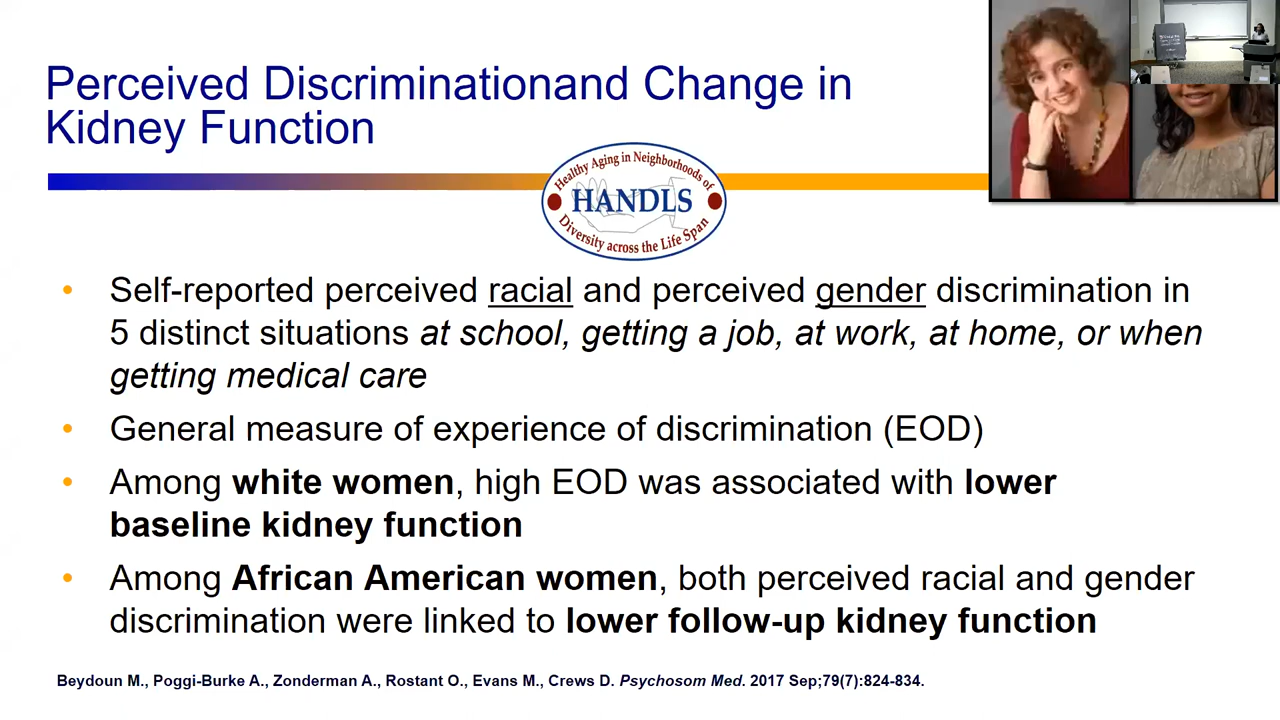 Perceived Discriminationand Change in
Kidney Function
Healthy Aging in Neighborhoods of
HANDLS
Diversity across the Life Span
• Self-reported perceived racial and perceived gender discrimination in
5 distinct situations at school, getting a job, at work, at home, or when
getting medical care
• General measure of experience of discrimination (EOD)
• Among white women, high EOD was associated with lower
baseline kidney function
• Among African American women, both perceived racial and gender
discrimination were linked to lower follow-up kidney function
Beydoun M., Poggi-Burke A., Zonderman A., Rostant O., Evans M., Crews D. Psychosom Med. 2017 Sep;79(7):824-834.